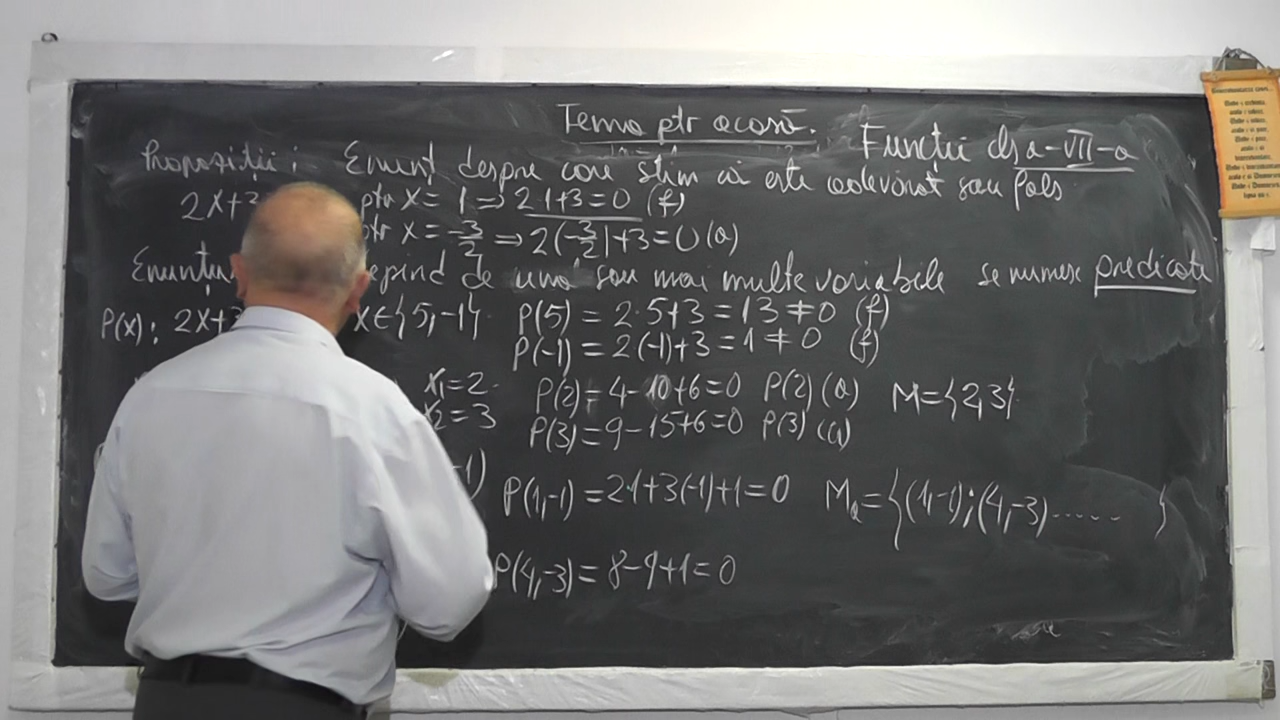 Tema ptr acasă.
Funcții cls a-VII-a
Propoziții: Enunț despre care știm că este adevărat sau fals
2x+3 ptr x=1 ⇒ 2·1+3=0 (f)
ptr x=-3/2 ⇒ 2(-3/2)+3=0 (a)
de una sau mai multe variabile se numesc predicate
P(x): 2x+3 x∈{5,-1} P(5)=2·5+3=13≠0 (f)
P(-1)=2(-1)+3=1≠0 (f)
x₁=2 P(2)=4-10+6=0 P(2)(a) M={2,3}
x₂=3 P(3)=9-15+6=0 P(3)(a)
-1) P(1,-1)=2·1+3(-1)+1=0 Mₐ={(1,-1);(4,-3)...... }
P(4,-3)=8-9+1=0